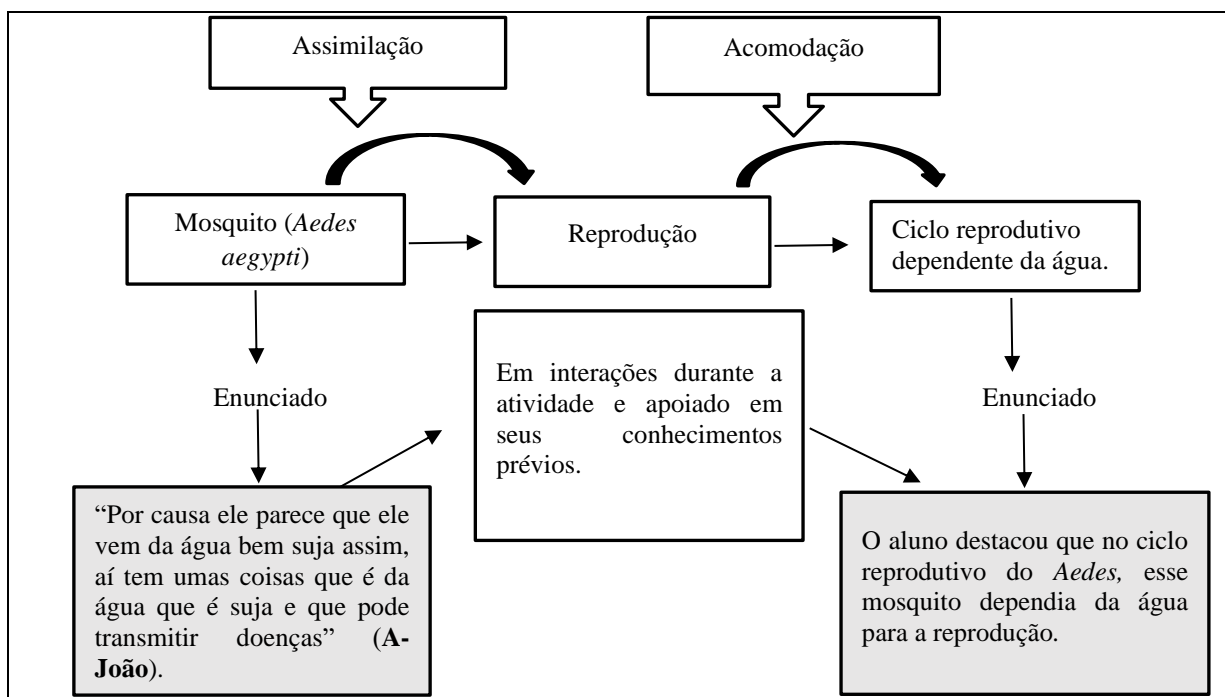 Assimilação
Acomodação
Mosquito (Aedes
aegypti)
Reprodução
Ciclo reprodutivo
dependente da água.
Enunciado
Em interações durante a
atividade e apoiado em
seus conhecimentos
prévios.
Enunciado
“Por causa ele parece que ele
vem da água bem suja assim,
aí tem umas coisas que é da
água que é suja e que pode
transmitir doenças” (A-
João).
O aluno destacou que no ciclo
reprodutivo do Aedes, esse
mosquito dependia da água
para a reprodução.